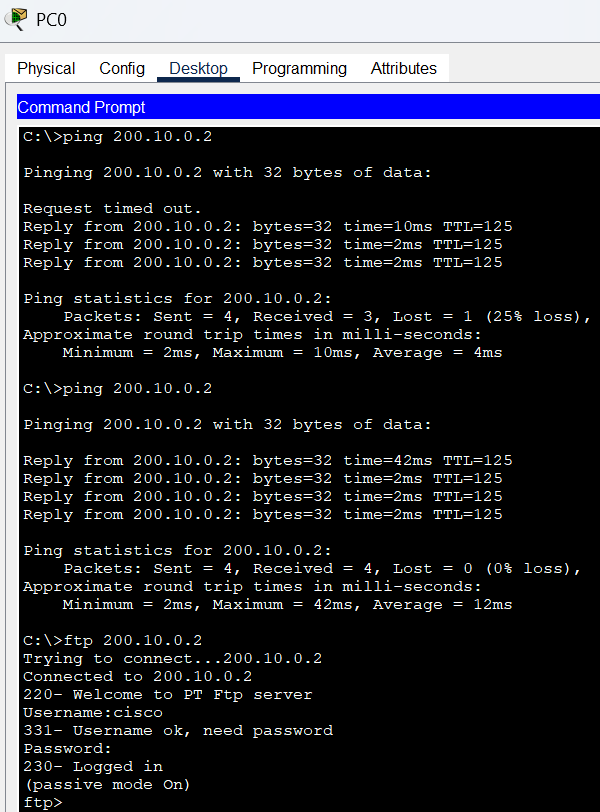 PC0
Physical Config Desktop Programming Attributes
Command Prompt
C:\>ping 200.10.0.2
Pinging 200.10.0.2 with 32 bytes of data:
Request timed out.
Reply from 200.10.0.2: bytes=32 time=10ms TTL=125
Reply from 200.10.0.2: bytes=32 time=2ms TTL=125
Reply from 200.10.0.2: bytes=32 time=2ms TTL=125
Ping statistics for 200.10.0.2:
    Packets: Sent = 4, Received = 3, Lost = 1 (25% loss),
Approximate round trip times in milli-seconds:
    Minimum = 2ms, Maximum = 10ms, Average = 4ms
C:\>ping 200.10.0.2
Pinging 200.10.0.2 with 32 bytes of data:
Reply from 200.10.0.2: bytes=32 time=42ms TTL=125
Reply from 200.10.0.2: bytes=32 time=2ms TTL=125
Reply from 200.10.0.2: bytes=32 time=2ms TTL=125
Reply from 200.10.0.2: bytes=32 time=2ms TTL=125
Ping statistics for 200.10.0.2:
    Packets: Sent = 4, Received = 4, Lost = 0 (0% loss),
Approximate round trip times in milli-seconds:
    Minimum = 2ms, Maximum = 42ms, Average = 12ms
C:\>ftp 200.10.0.2
Trying to connect...200.10.0.2
Connected to 200.10.0.2
220- Welcome to PT Ftp server
Username:cisco
331- Username ok, need password
Password:
230- Logged in
(passive mode On)
ftp>